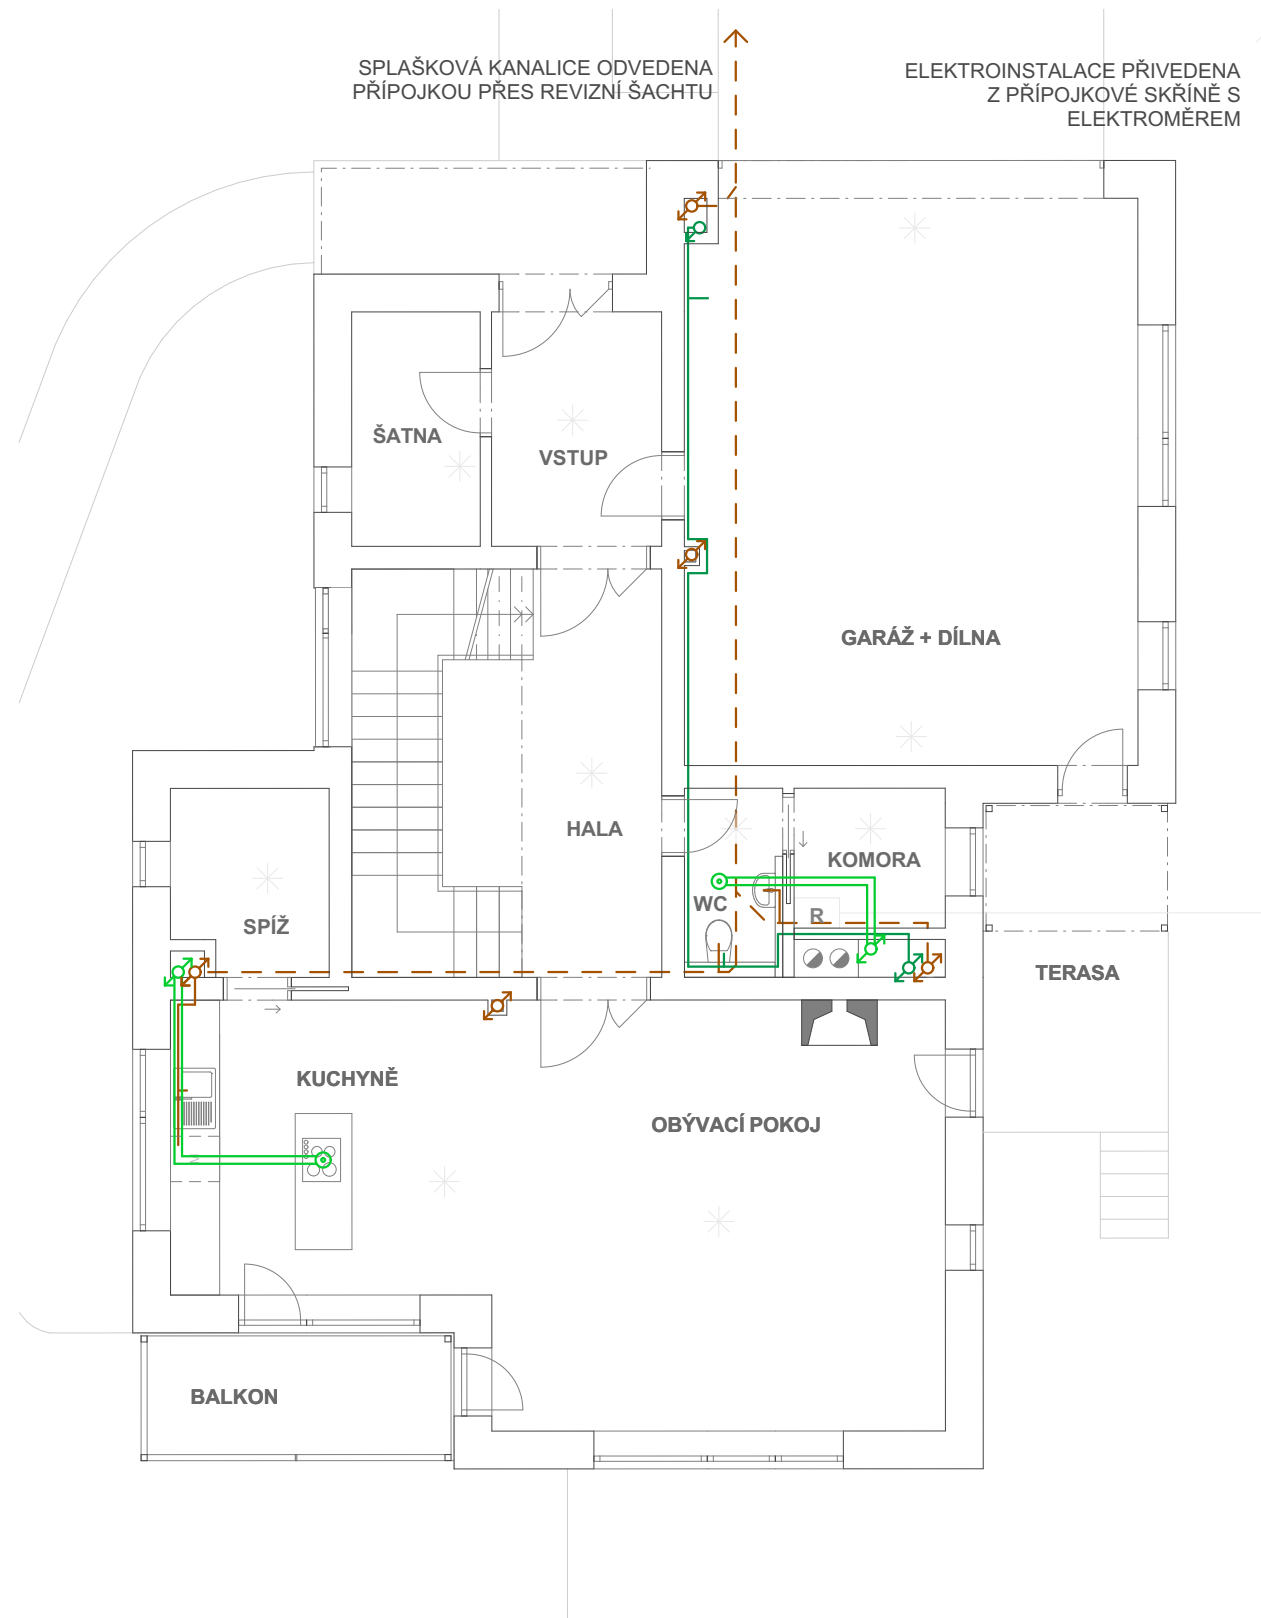 SPLAŠKOVÁ KANALICE ODVEDENA
PŘÍPOJKOU PŘES REVIZNÍ ŠACHTU
ELEKTROINSTALACE PŘIVEDENA
Z PŘÍPOJKOVÉ SKŘÍNĚ S
ELEKTROMĚREM
ŠATNA
VSTUP
GARÁŽ + DÍLNA
HALA
KOMORA
WC
R
SPÍŽ
TERASA
KUCHYNĚ
OBÝVACÍ POKOJ
BALKON